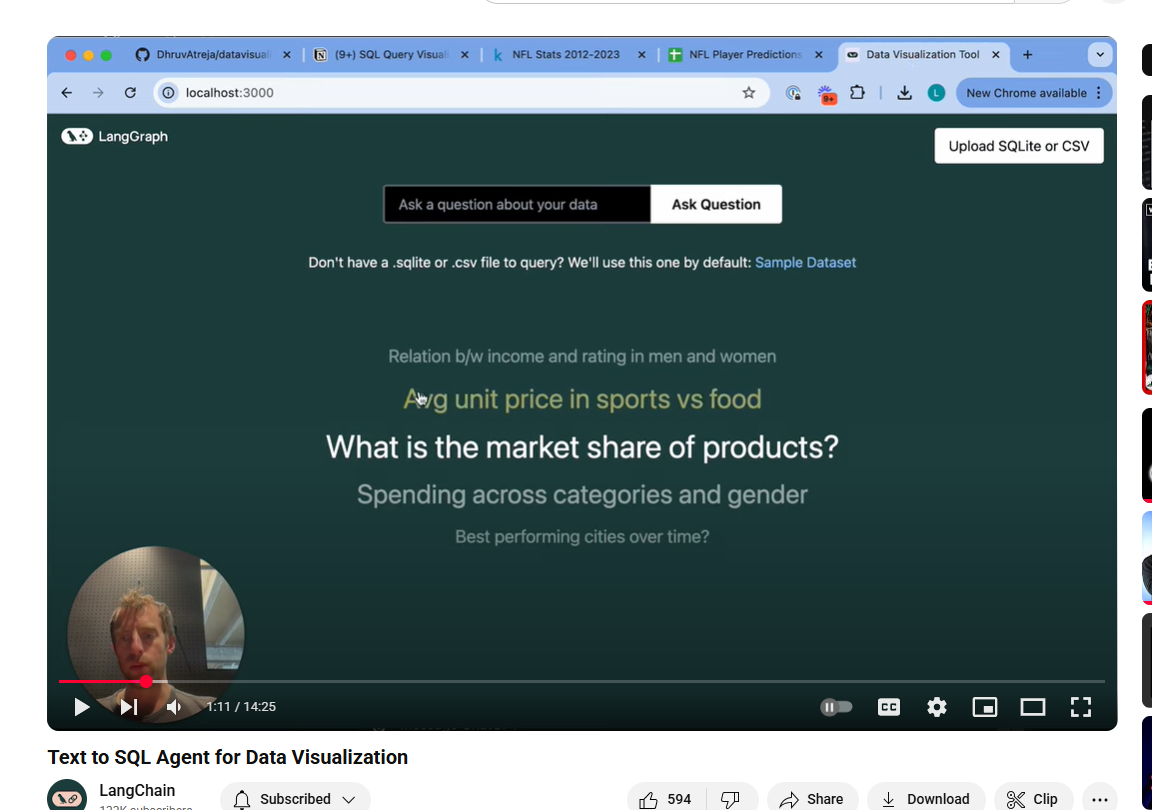 DhruvAtreja/datavisuali
(9+) SQL Query Visuali
NFL Stats 2012-2023
NFL Player Predictions
Data Visualization Tool
localhost:3000
9+
L
New Chrome available
LangGraph
Upload SQLite or CSV
Ask a question about your data
Ask Question
Don't have a .sqlite or .csv file to query? We'll use this one by default: Sample Dataset
Relation b/w income and rating in men and women
Avg unit price in sports vs food
What is the market share of products?
Spending across categories and gender
Best performing cities over time?
1:11 / 14:25
CC
Text to SQL Agent for Data Visualization
LangChain
Subscribed
594
Share
Download
Clip